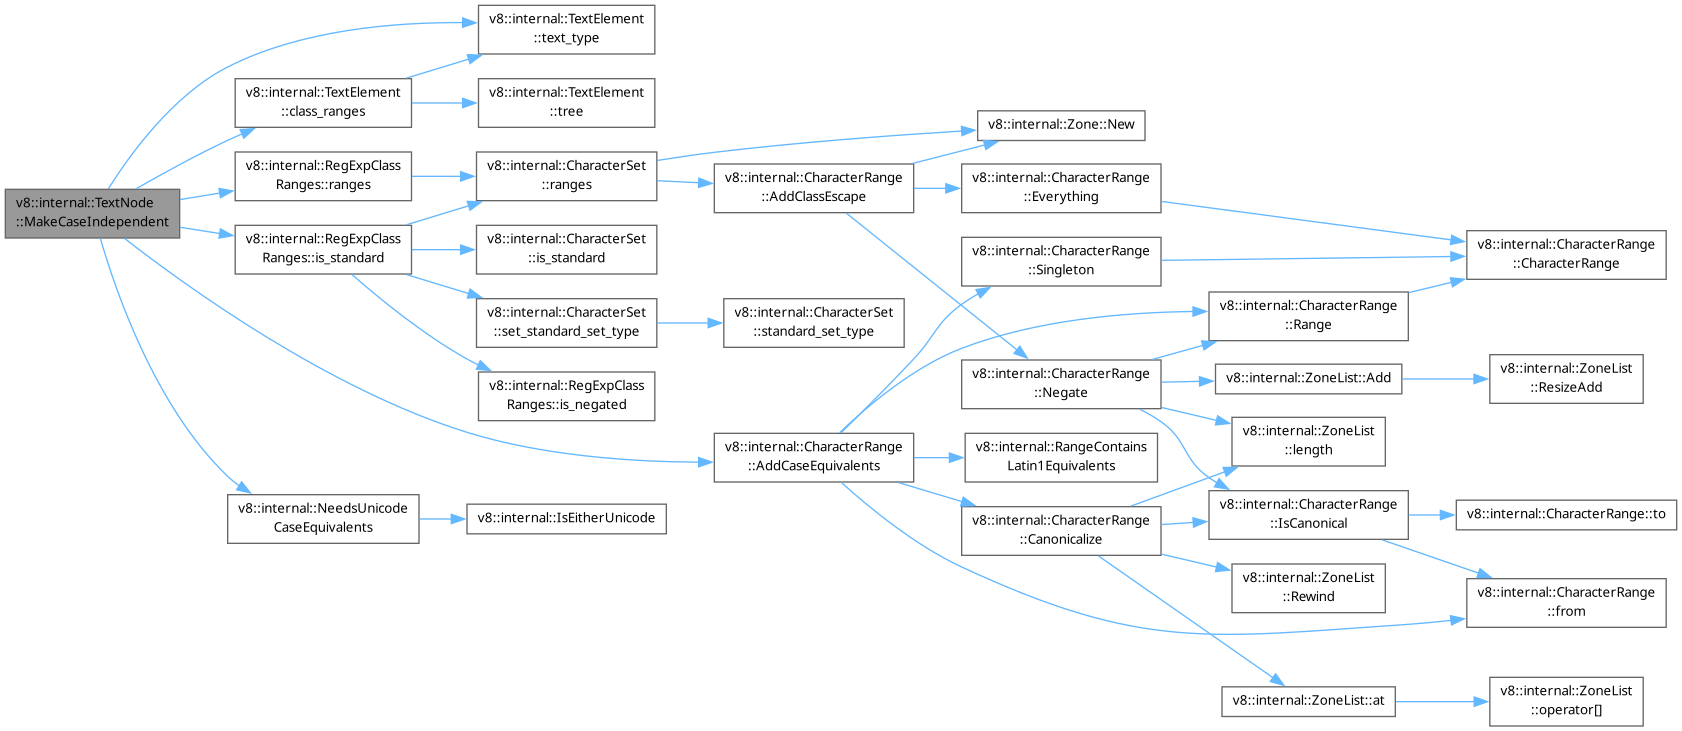 v8::internal::TextNode
::MakeCaseIndependent
v8::internal::TextElement
::text_type
v8::internal::TextElement
::class_ranges
v8::internal::TextElement
::tree
v8::internal::RegExpClass
Ranges::ranges
v8::internal::RegExpClass
Ranges::is_standard
v8::internal::CharacterSet
::ranges
v8::internal::CharacterSet
::is_standard
v8::internal::CharacterSet
::set_standard_set_type
v8::internal::CharacterSet
::standard_set_type
v8::internal::RegExpClass
Ranges::is_negated
v8::internal::NeedsUnicode
CaseEquivalents
v8::internal::IsEitherUnicode
v8::internal::CharacterRange
::AddClassEscape
v8::internal::CharacterRange
::AddCaseEquivalents
v8::internal::Zone::New
v8::internal::CharacterRange
::Everything
v8::internal::CharacterRange
::Singleton
v8::internal::CharacterRange
::Negate
v8::internal::RangeContains
Latin1Equivalents
v8::internal::CharacterRange
::Canonicalize
v8::internal::CharacterRange
::Range
v8::internal::ZoneList::Add
v8::internal::ZoneList
::length
v8::internal::CharacterRange
::IsCanonical
v8::internal::ZoneList
::Rewind
v8::internal::ZoneList::at
v8::internal::CharacterRange
::CharacterRange
v8::internal::ZoneList
::ResizeAdd
v8::internal::CharacterRange::to
v8::internal::CharacterRange
::from
v8::internal::ZoneList
::operator[]